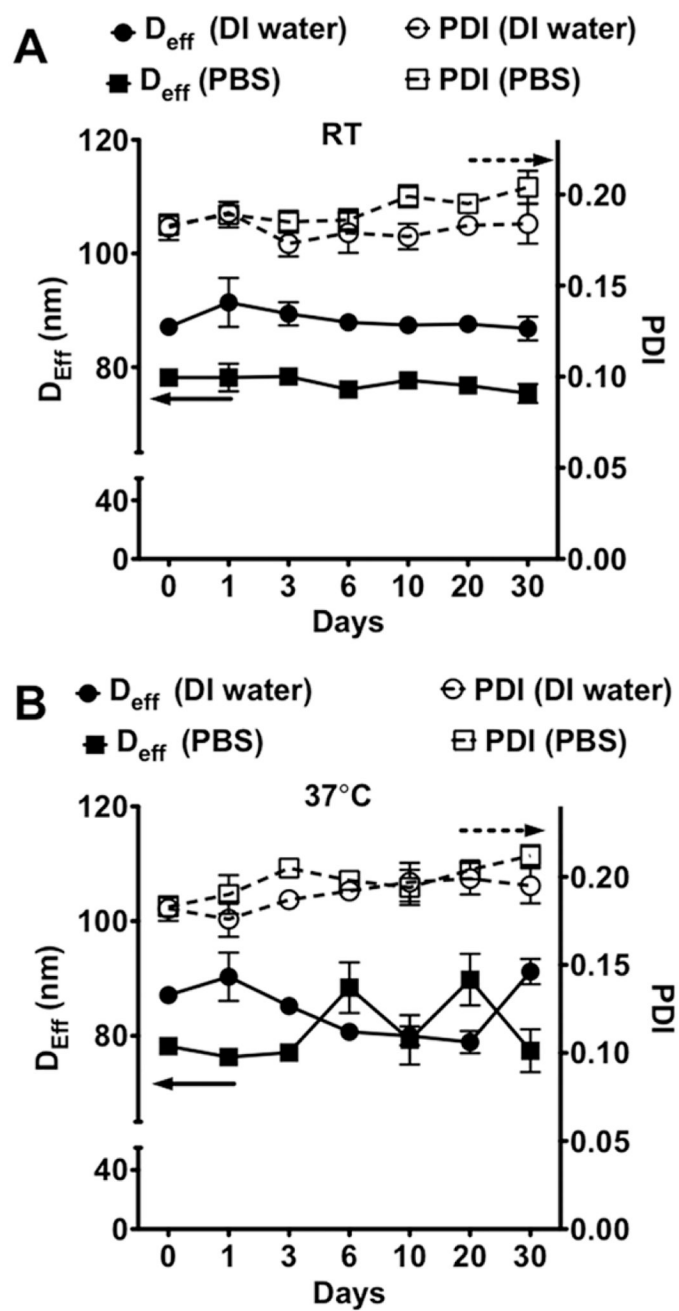 A
D_eff (DI water) PDI (DI water)
D_eff (PBS) PDI (PBS)
RT
120
100
80
40
0
D_Eff (nm)
0.20
0.15
0.10
0.05
0.00
PDI
0 1 3 6 10 20 30
Days
B
D_eff (DI water) PDI (DI water)
D_eff (PBS) PDI (PBS)
37°C
120
100
80
40
0
D_Eff (nm)
0.20
0.15
0.10
0.05
0.00
PDI
0 1 3 6 10 20 30
Days